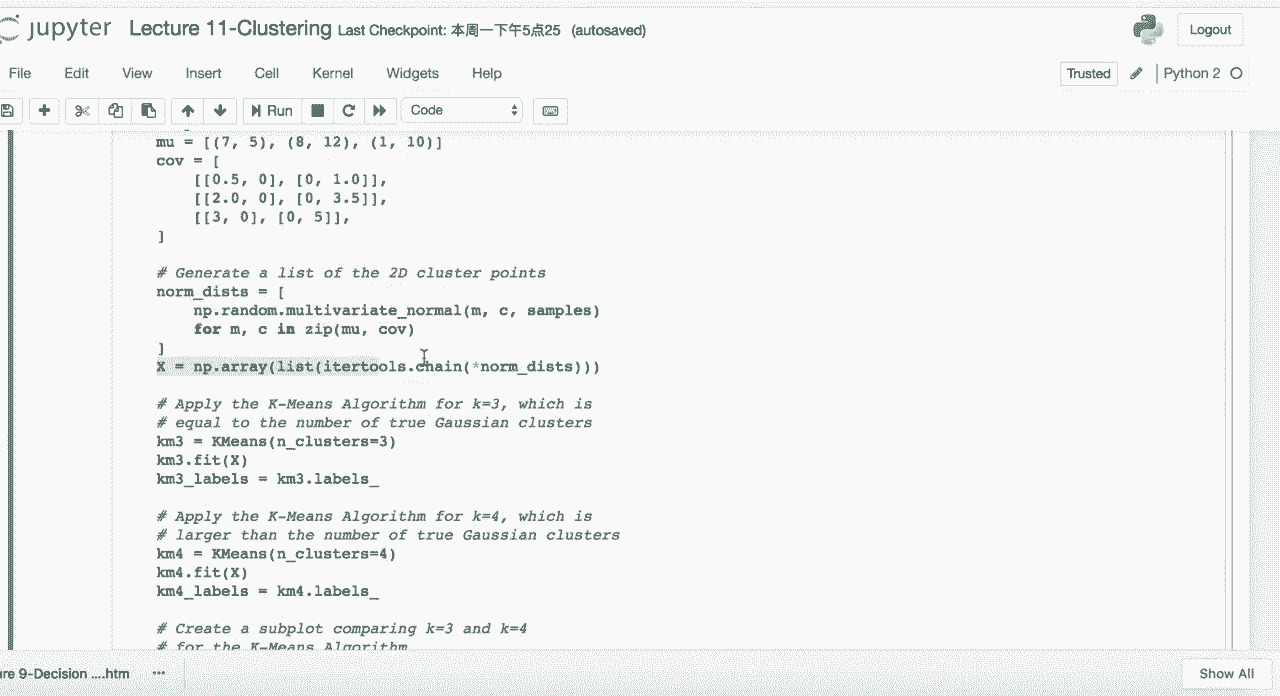 jupyter Lecture 11-Clustering Last Checkpoint: 本周一下午5点25 (autosaved)
Logout
File Edit View Insert Cell Kernel Widgets Help
Trusted Python 2
Run Code
mu = [(7, 5), (8, 12), (1, 10)]
cov = [
[[0.5, 0], [0, 1.0]],
[[2.0, 0], [0, 3.5]],
[[3, 0], [0, 5]],
]
# Generate a list of the 2D cluster points
norm_dists = [
np.random.multivariate_normal(m, c, samples)
for m, c in zip(mu, cov)
]
X = np.array(list(itertools.chain(*norm_dists)))
# Apply the K-Means Algorithm for k=3, which is
# equal to the number of true Gaussian clusters
km3 = KMeans(n_clusters=3)
km3.fit(X)
km3_labels = km3.labels_
# Apply the K-Means Algorithm for k=4, which is
# larger than the number of true Gaussian clusters
km4 = KMeans(n_clusters=4)
km4.fit(X)
km4_labels = km4.labels_
# Create a subplot comparing k=3 and k=4
# for the K-Means Algorithm
ure 9-Decision ....htm
Show All